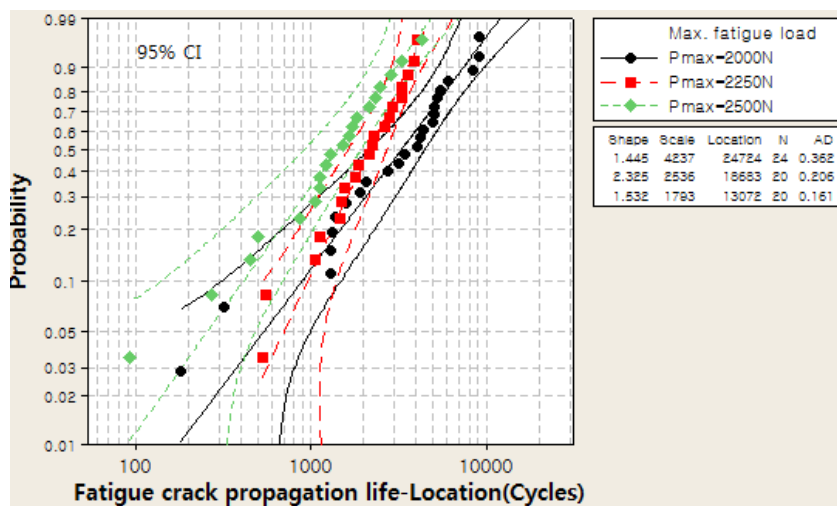 0.99
0.9
0.8
0.7
0.6
0.5
0.4
0.3
0.2
0.1
0.05
0.03
0.02
0.01
Probability
95% CI
100 1000 10000
Fatigue crack propagation life-Location(Cycles)
Max. fatigue load
Pmax=2000N
Pmax=2250N
Pmax=2500N
Shape Scale Location N AD
1.445 4237 24724 24 0.362
2.325 2536 16683 20 0.206
1.532 1793 13072 20 0.161